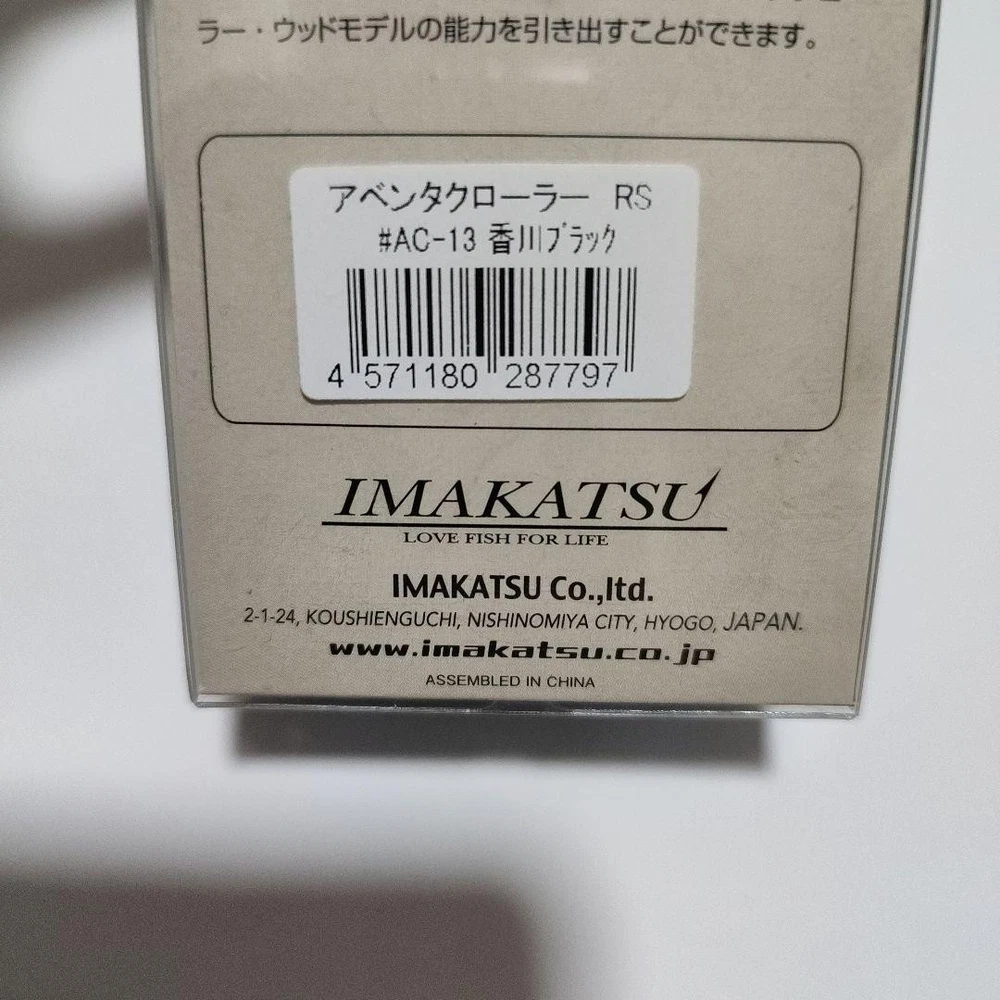 ラー・ウッドモデルの能力を引き出すことができます。
アベンタクローラー RS
#AC-13 香川ﾌﾞﾗｯｸ
4 571180 287797
IMAKATSU
LOVE FISH FOR LIFE
IMAKATSU Co.,ltd.
2-1-24, KOUSHIENGUCHI, NISHINOMIYA CITY, HYOGO, JAPAN.
www.imakatsu.co.jp
ASSEMBLED IN CHINA